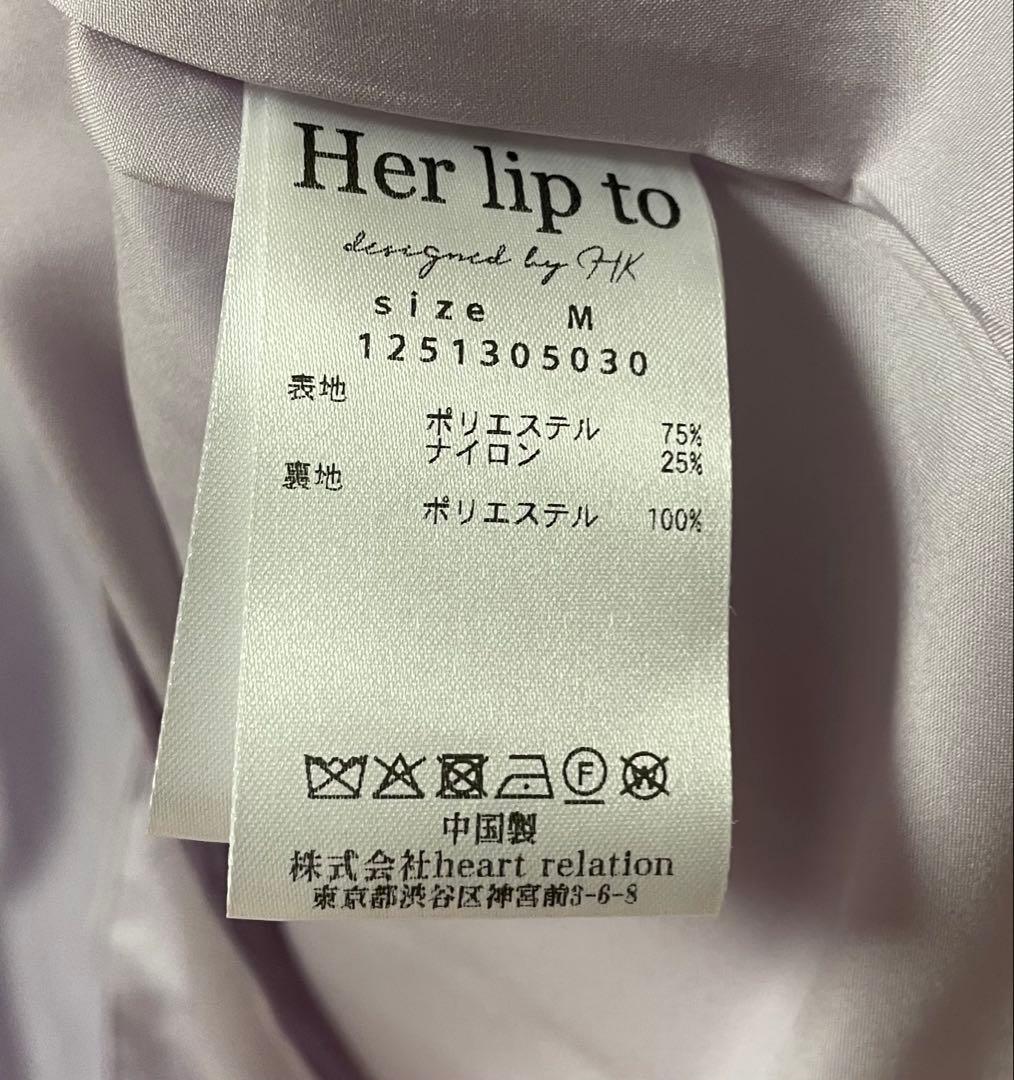 Her lip to
designed by HK
size M
1251305030
表地
ポリエステル 75%
ナイロン 25%
裏地
ポリエステル 100%
F
W
中国製
株式会社heart relation
東京都渋谷区神宮前3-6-8